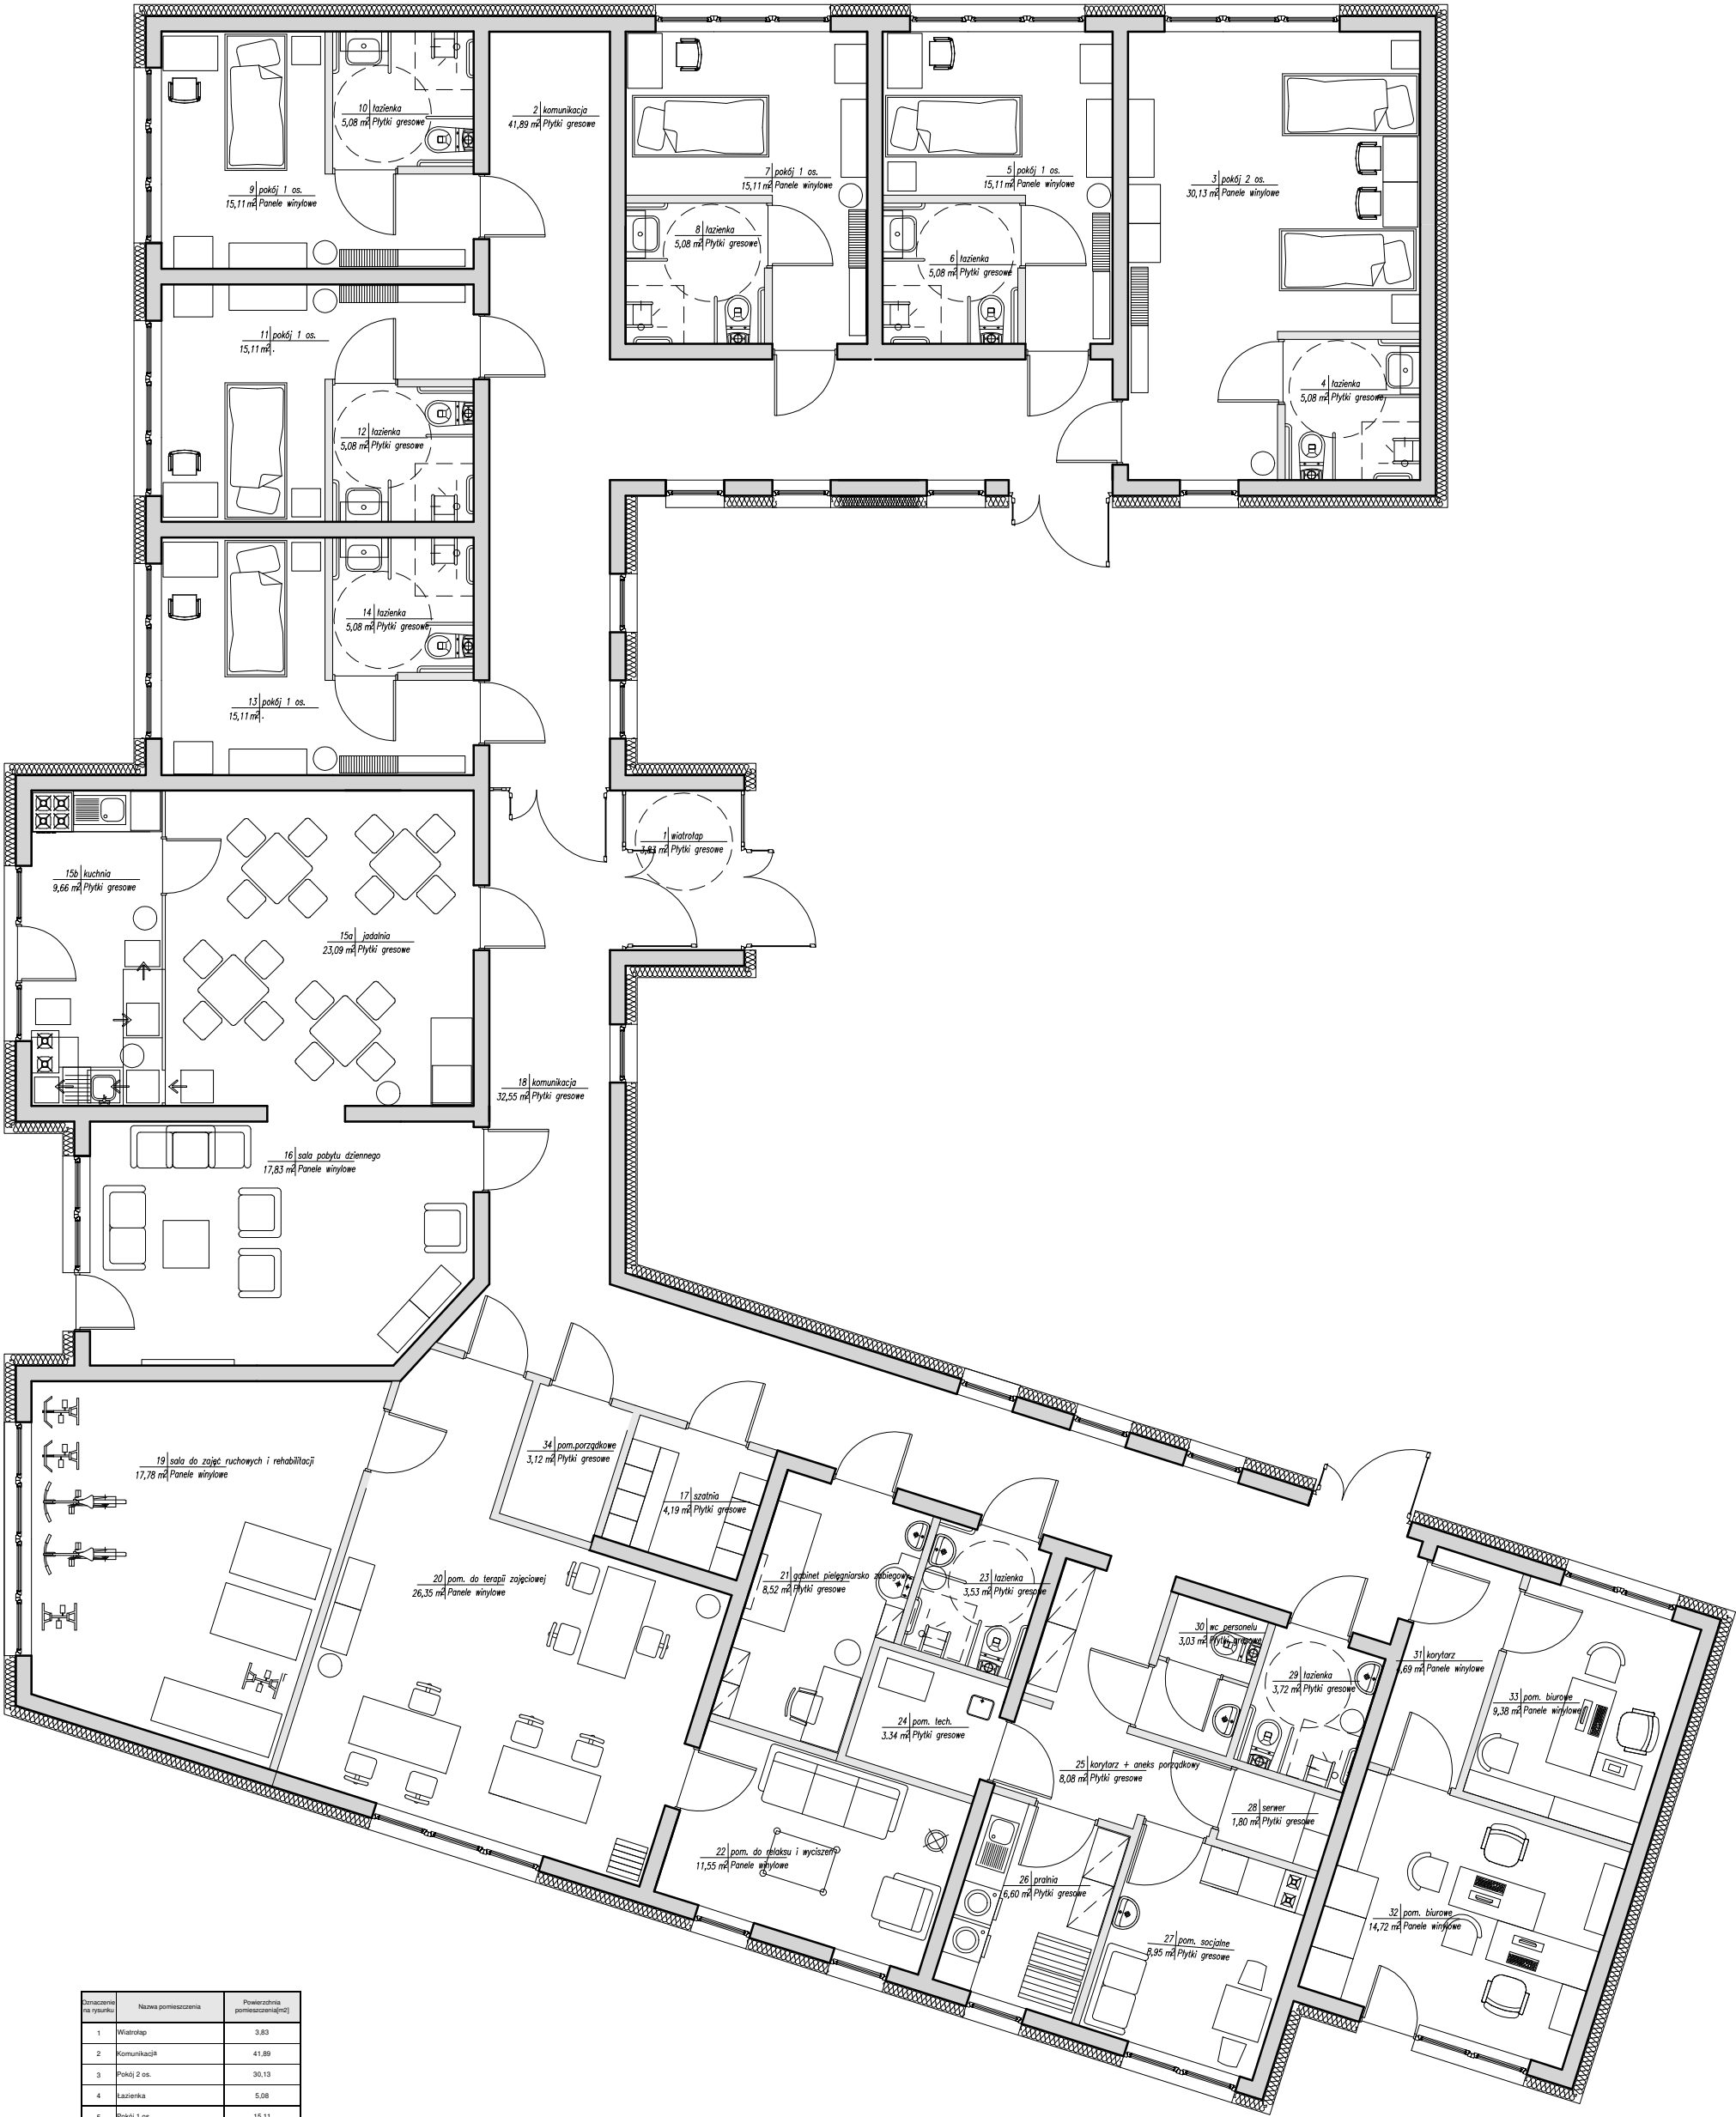 10 łazienka
5,08 m2 Płytki gresowe
2 komunikacja
41,89 m2 Płytki gresowe
9 pokój 1 os.
15,11 m2 Panele winylowe
7 pokój 1 os.
15,11 m2 Panele winylowe
5 pokój 1 os.
15,11 m2 Panele winylowe
3 pokój 2 os.
30,13 m2 Panele winylowe
8 łazienka
5,08 m2 Płytki gresowe
6 łazienka
5,08 m2 Płytki gresowe
11 pokój 1 os.
15,11 m2 .
4 łazienka
5,08 m2 Płytki gresowe
12 łazienka
5,08 m2 Płytki gresowe
14 łazienka
5,08 m2 Płytki gresowe
13 pokój 1 os.
15,11 m2 .
1 wiatrołap
3,83 m2 Płytki gresowe
15b kuchnia
9,66 m2 Płytki gresowe
15a jadalnia
23,09 m2 Płytki gresowe
18 komunikacja
32,55 m2 Płytki gresowe
16 sala pobytu dziennego
17,83 m2 Panele winylowe
19 sala do zajęć ruchowych i rehabilitacji
17,78 m2 Panele winylowe
34 pom.porządkowe
3,12 m2 Płytki gresowe
17 szatnia
4,19 m2 Płytki gresowe
20 pom. do terapii zajęciowej
26,35 m2 Panele winylowe
21 gabinet pielęgniarsko zabiegowy
8,52 m2 Płytki gresowe
23 łazienka
3,53 m2 Płytki gresowe
30 wc personelu
3,03 m2 Płytki gresowe
29 łazienka
3,72 m2 Płytki gresowe
31 korytarz
,69 m2 Panele winylowe
33 pom. biurowe
9,38 m2 Panele winylowe
24 pom. tech.
3,34 m2 Płytki gresowe
25 korytarz + aneks porządkowy
8,08 m2 Płytki gresowe
28 serwer
1,80 m2 Płytki gresowe
22 pom. do relaksu i wyciszeń
11,55 m2 Panele winylowe
26 pralnia
6,60 m2 Płytki gresowe
32 pom. biurowe
14,72 m2 Panele winylowe
27 pom. socjalne
8,95 m2 Płytki gresowe
Oznaczenie na rysunku Nazwa pomieszczenia Powierzchnia pomieszczenia[m2]
1 Wiatrołap 3,83
2 Komunikacja 41,89
3 Pokój 2 os. 30,13
4 Łazienka 5,08
5 Pokój 1 os. 15,11